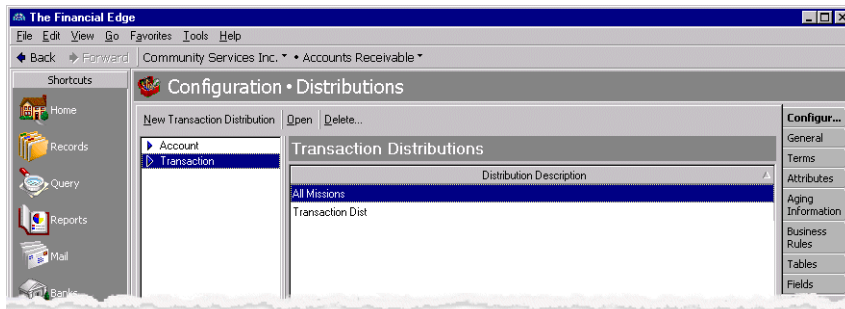 The Financial Edge
File Edit View Go Favorites Tools Help
Back Forward Community Services Inc. • Accounts Receivable
Shortcuts
Configuration • Distributions
Home
Records
Query
Reports
Mail
Banks
New Transaction Distribution Open Delete...
Account
Transaction
Transaction Distributions
Distribution Description
All Missions
Transaction Dist
Configur...
General
Terms
Attributes
Aging
Information
Business
Rules
Tables
Fields